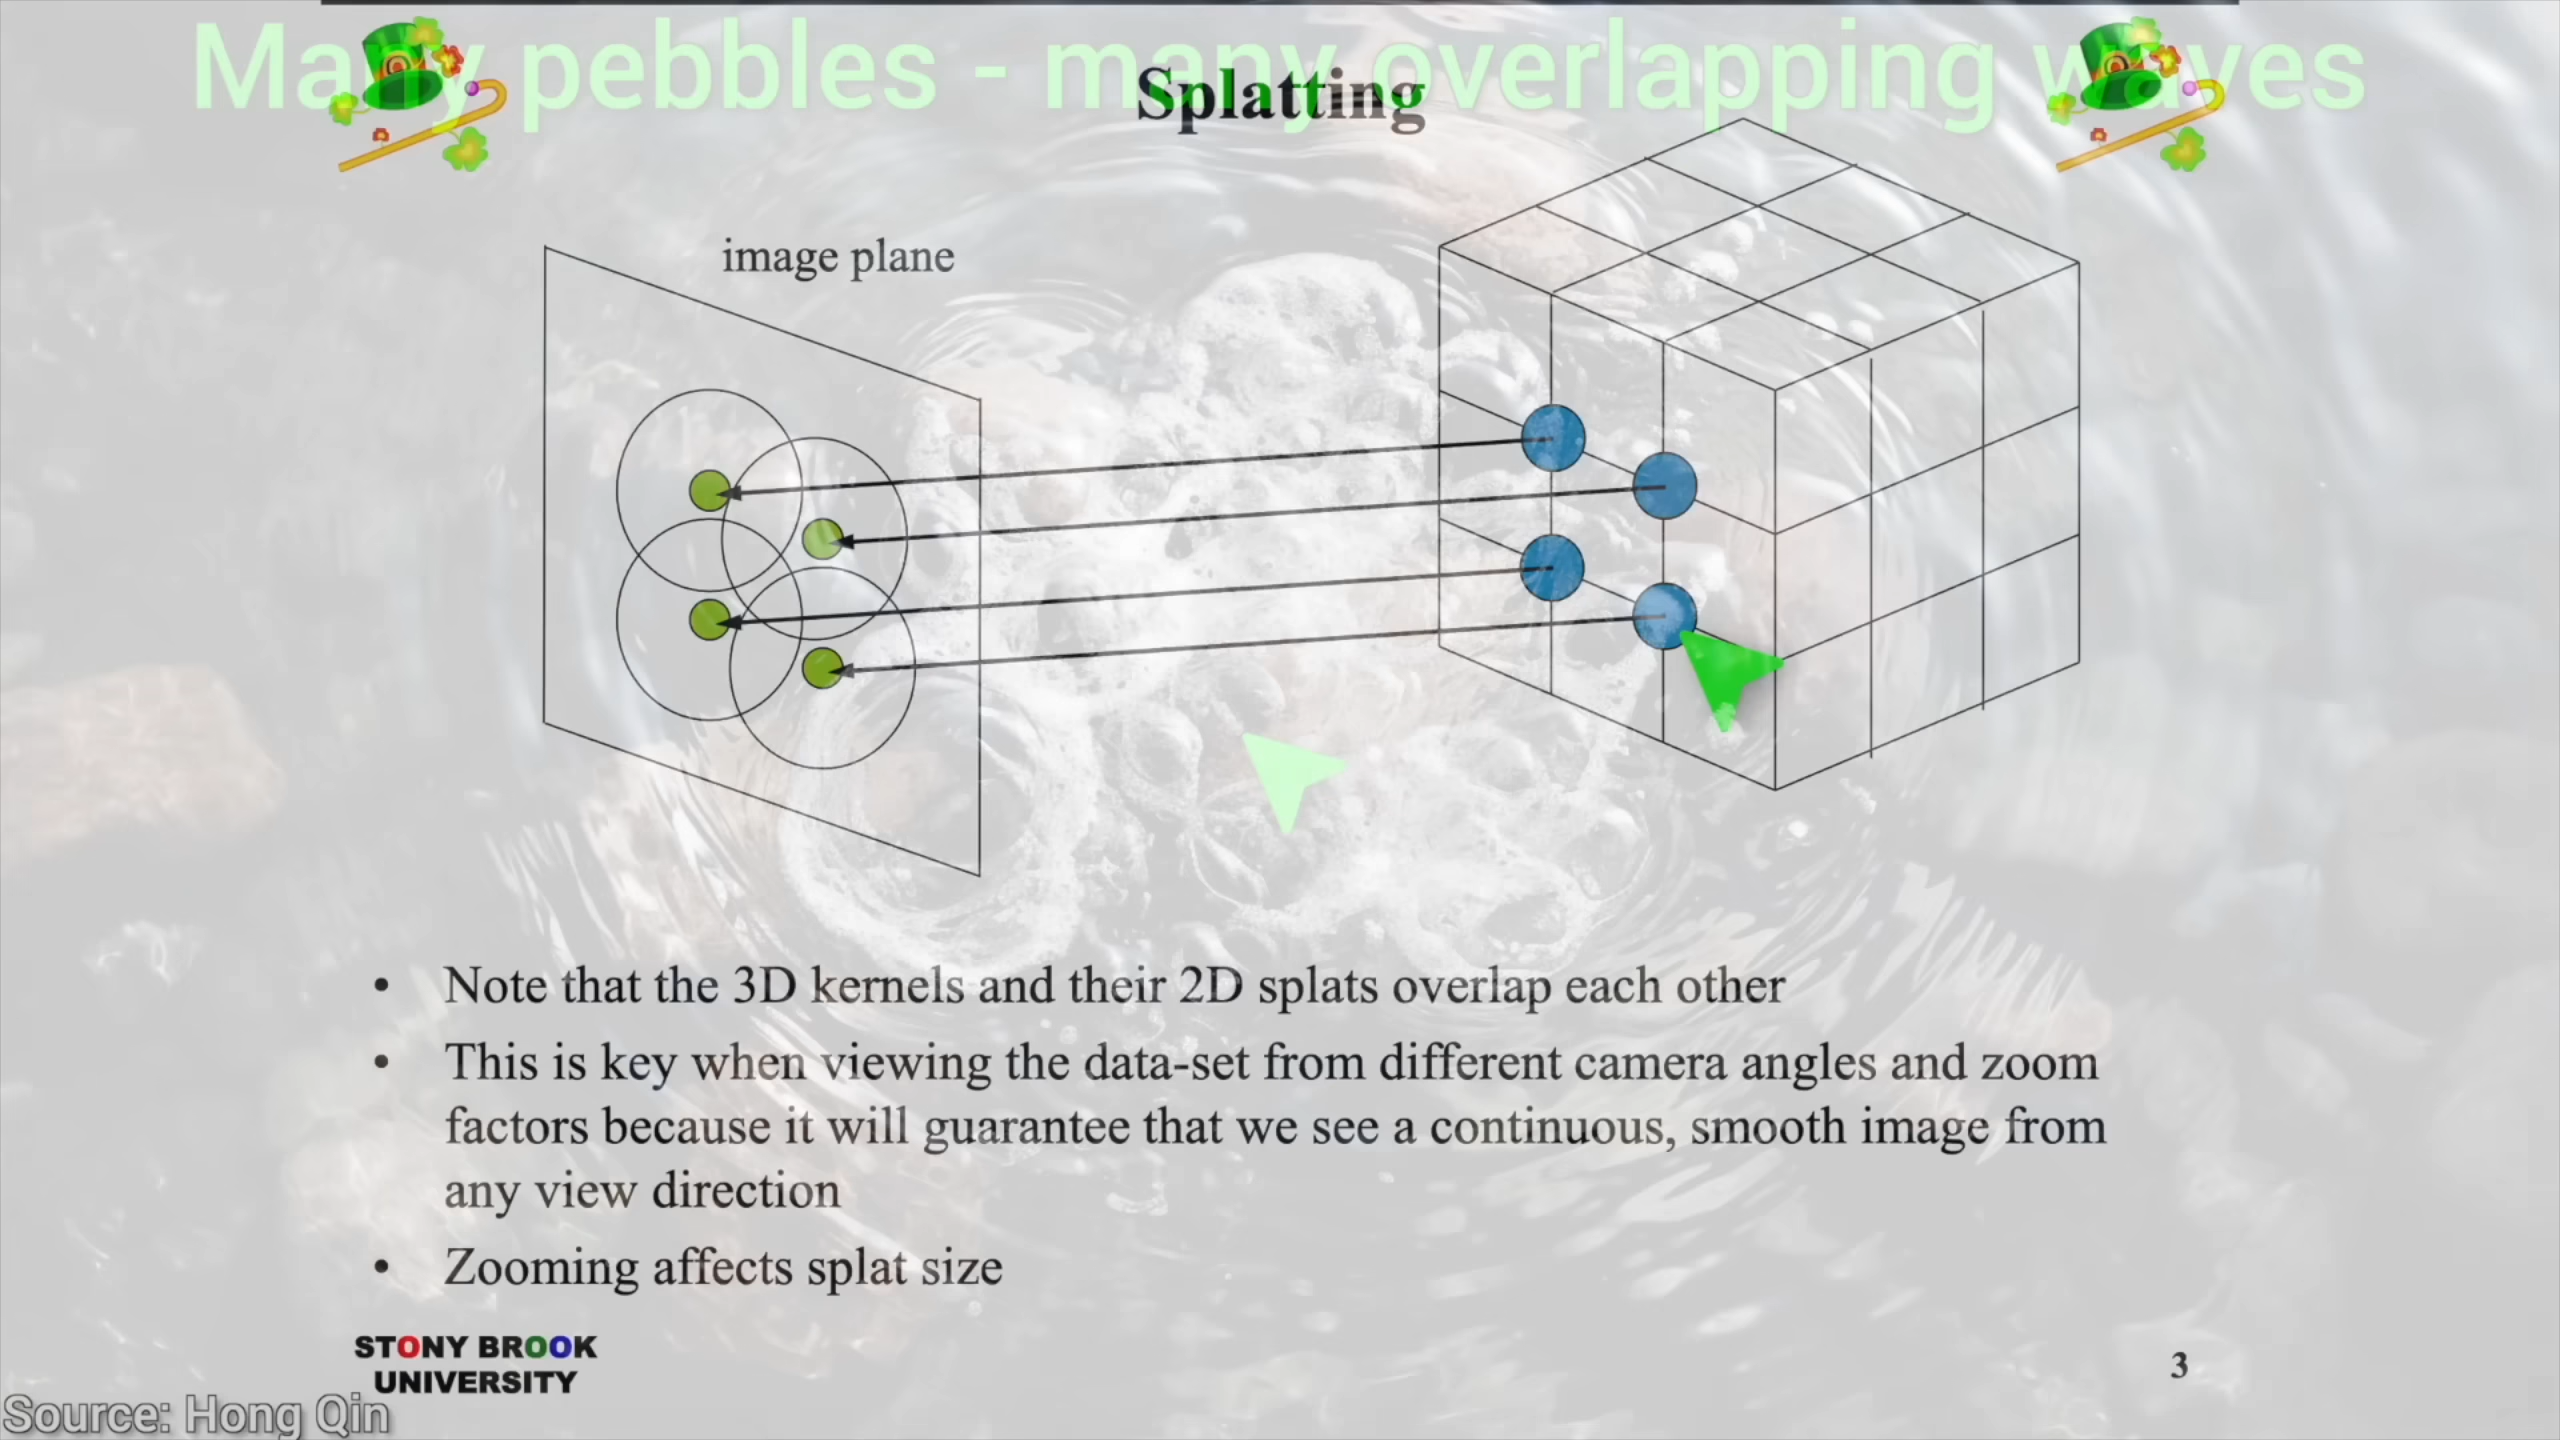 Many pebbles - many overlapping waves
Splatting
image plane
• Note that the 3D kernels and their 2D splats overlap each other
• This is key when viewing the data-set from different camera angles and zoom
factors because it will guarantee that we see a continuous, smooth image from
any view direction
• Zooming affects splat size
STONY BROOK
UNIVERSITY
3
Source: Hong Qin